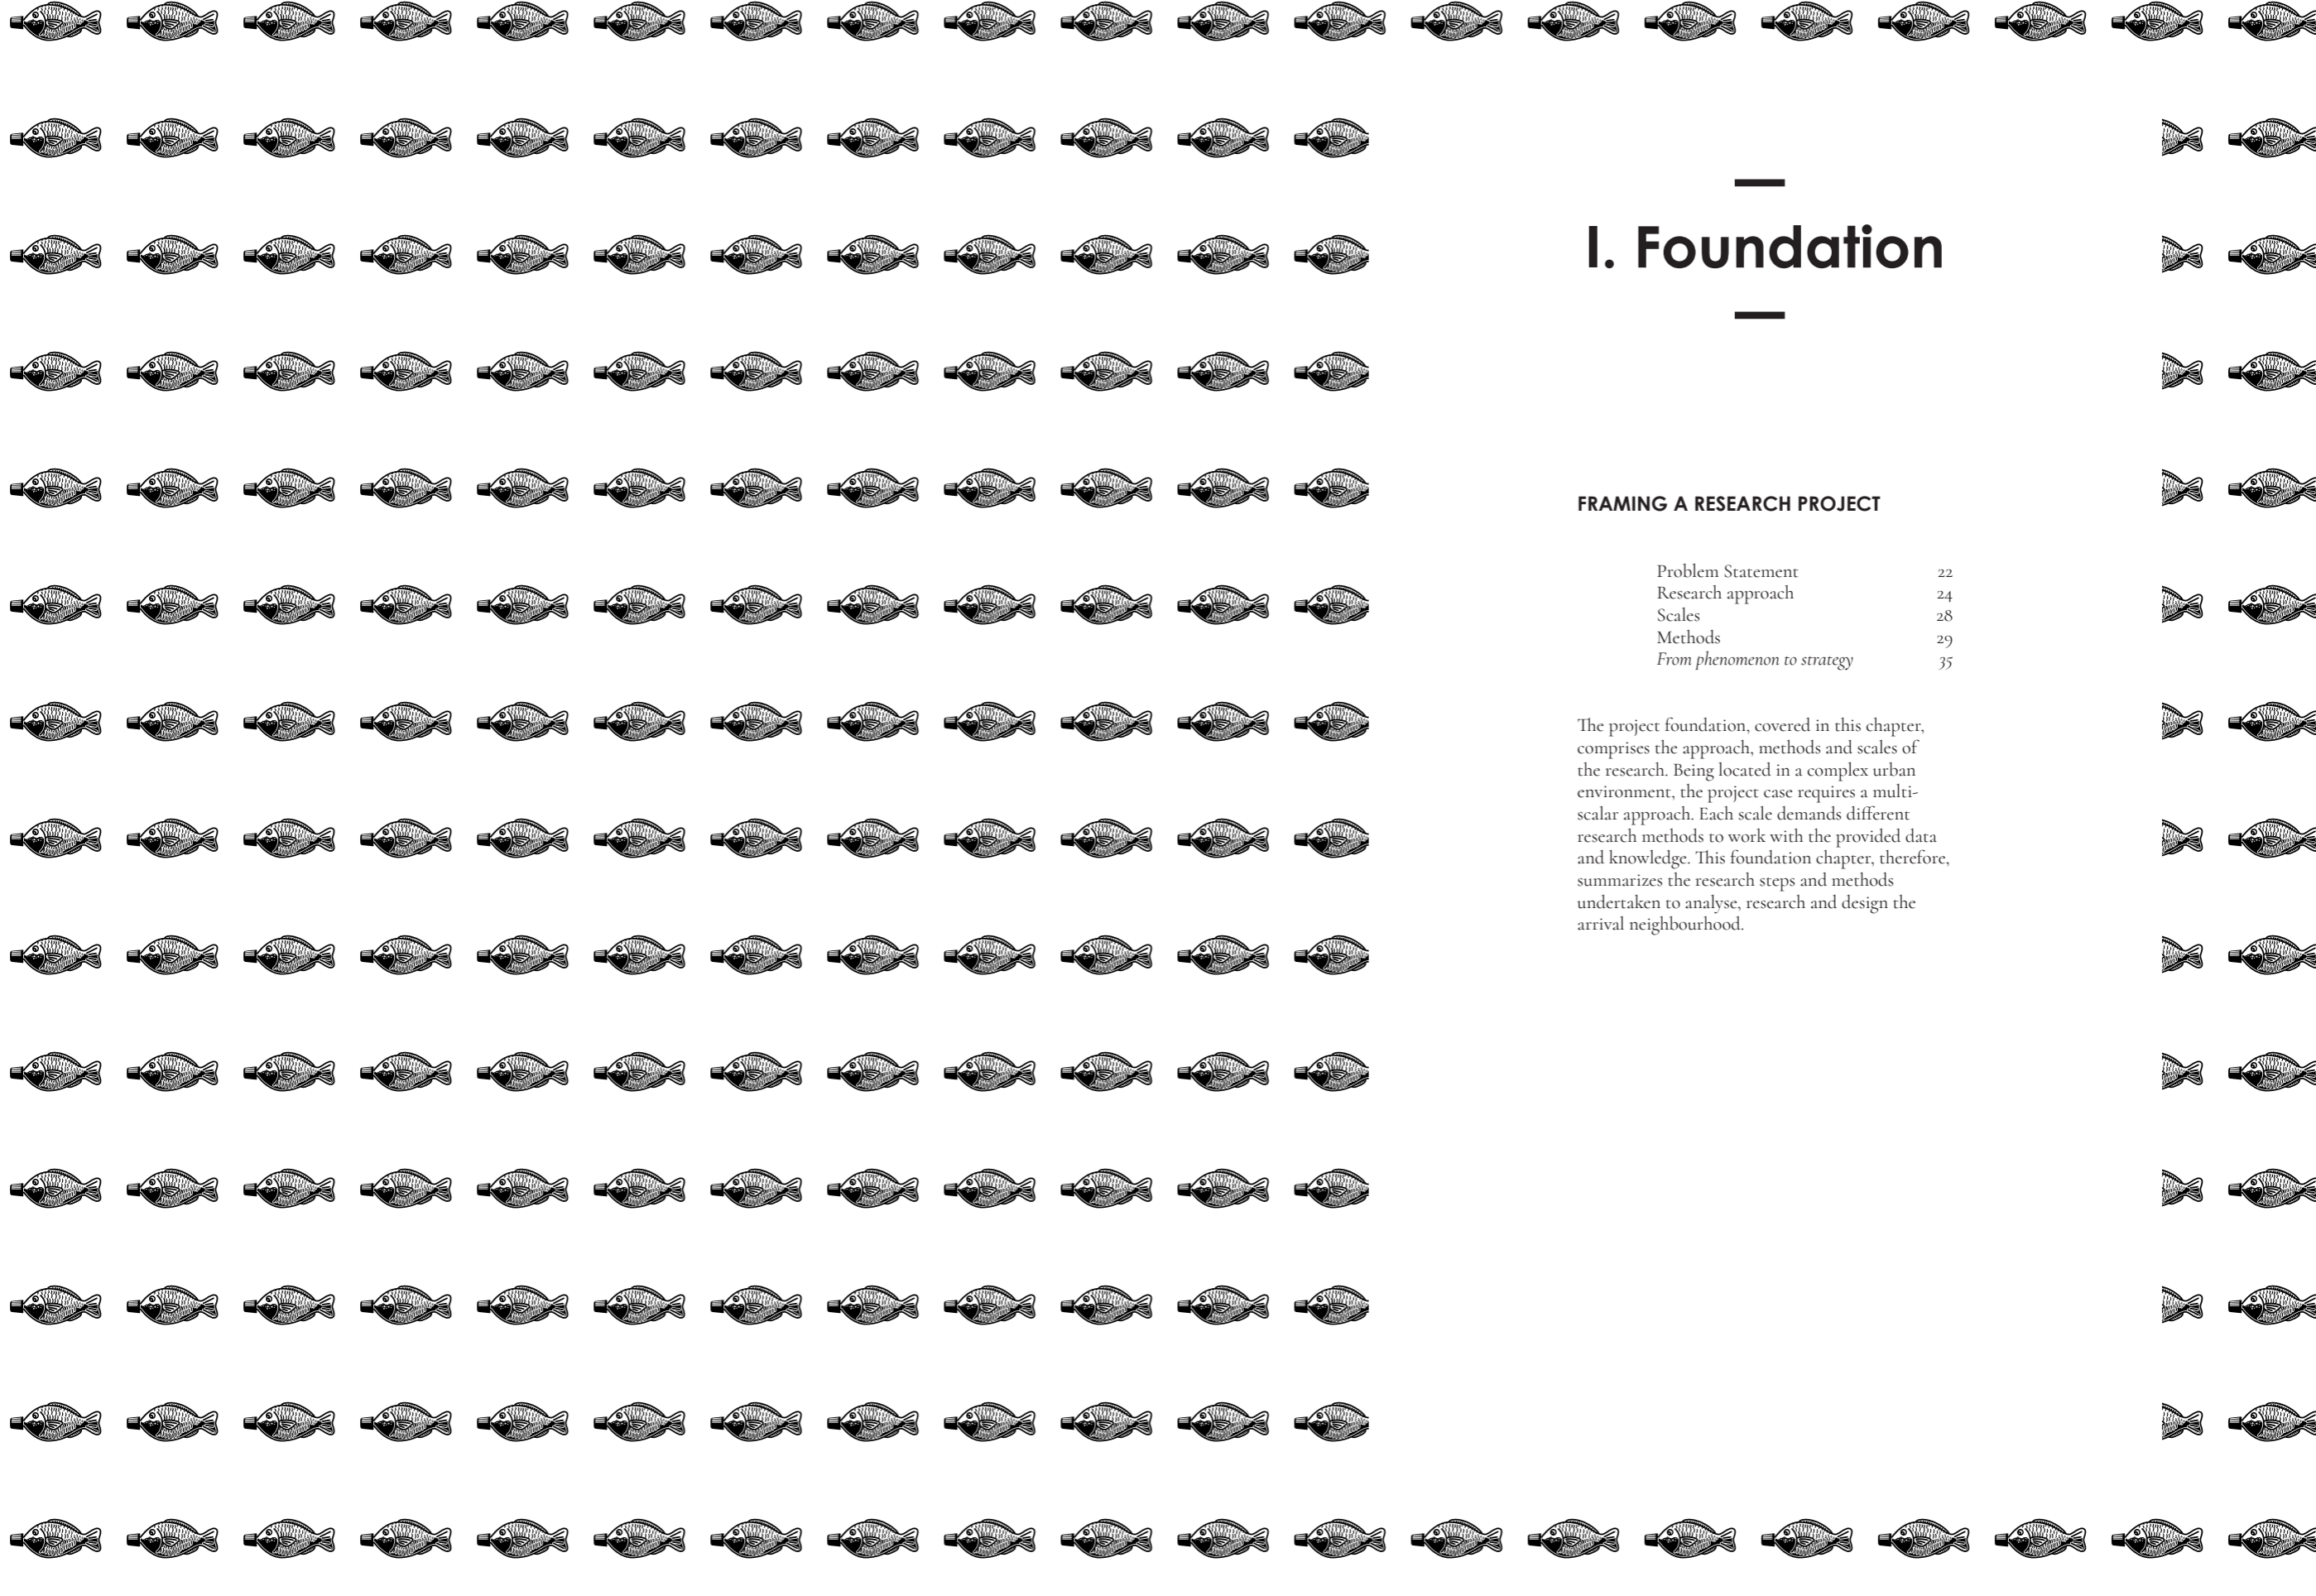 I. Foundation
FRAMING A RESEARCH PROJECT
Problem Statement 22
Research approach 24
Scales 28
Methods 29
From phenomenon to strategy 35
The project foundation, covered in this chapter,
comprises the approach, methods and scales of
the research. Being located in a complex urban
environment, the project case requires a multi-
scalar approach. Each scale demands different
research methods to work with the provided data
and knowledge. This foundation chapter, therefore,
summarizes the research steps and methods
undertaken to analyse, research and design the
arrival neighbourhood.